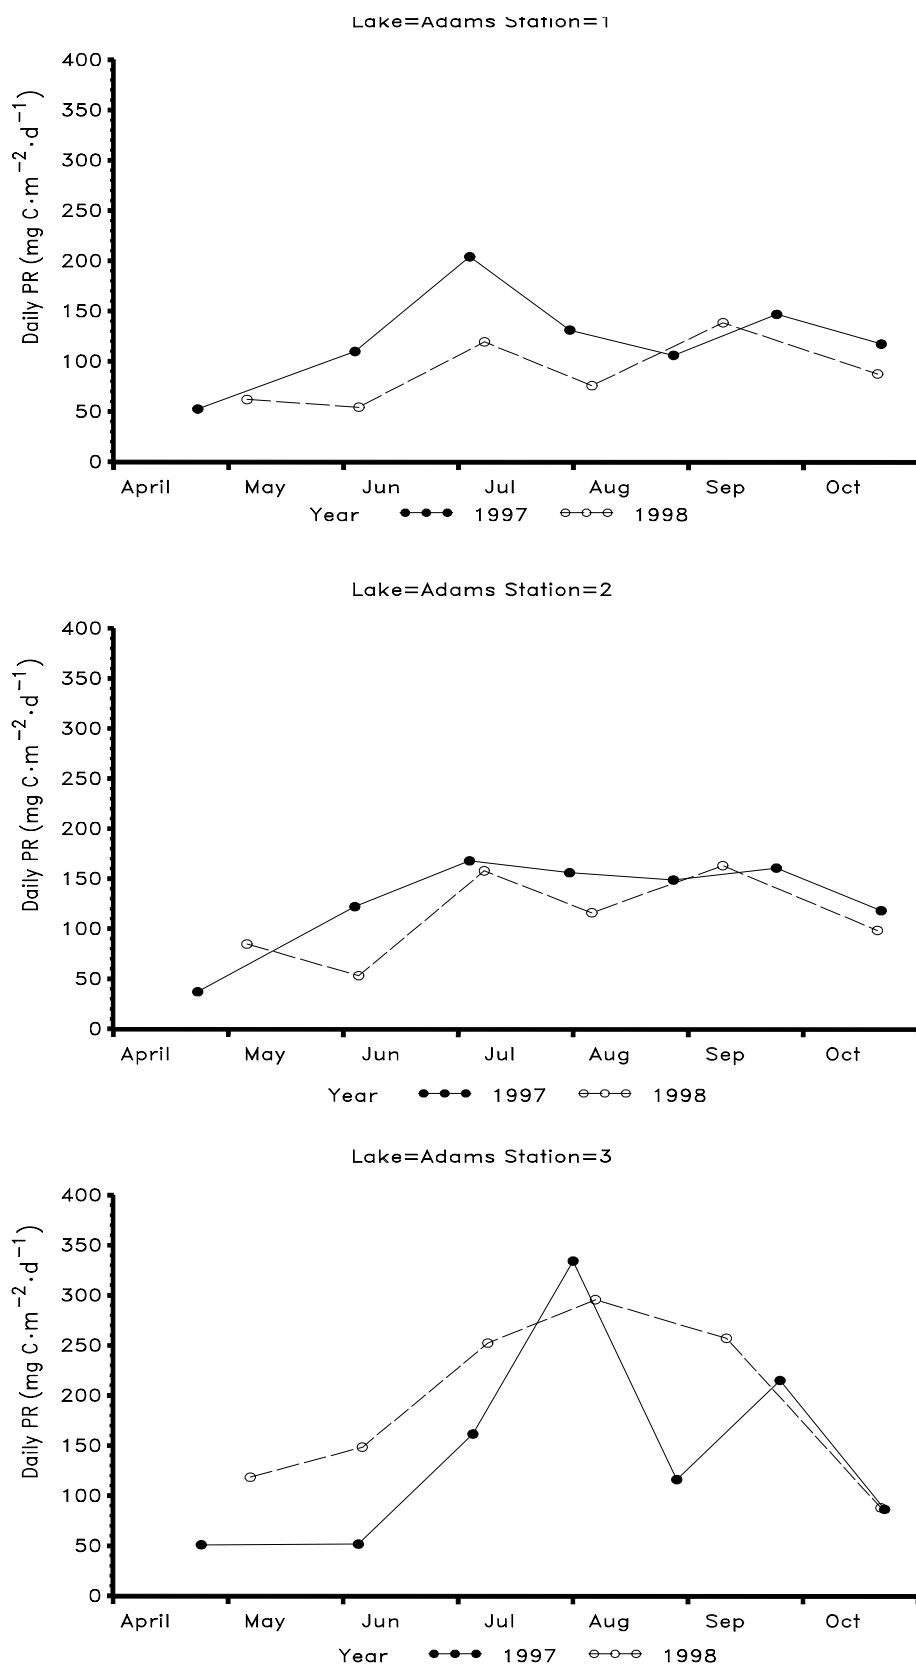 Lake=Adams Station=1
400
350
300
250
200
150
100
50
0
Daily PR (mg C·m⁻²·d⁻¹)
April May Jun Jul Aug Sep Oct
Year 1997 1998
Lake=Adams Station=2
400
350
300
250
200
150
100
50
0
Daily PR (mg C·m⁻²·d⁻¹)
April May Jun Jul Aug Sep Oct
Year 1997 1998
Lake=Adams Station=3
400
350
300
250
200
150
100
50
0
Daily PR (mg C·m⁻²·d⁻¹)
April May Jun Jul Aug Sep Oct
Year 1997 1998